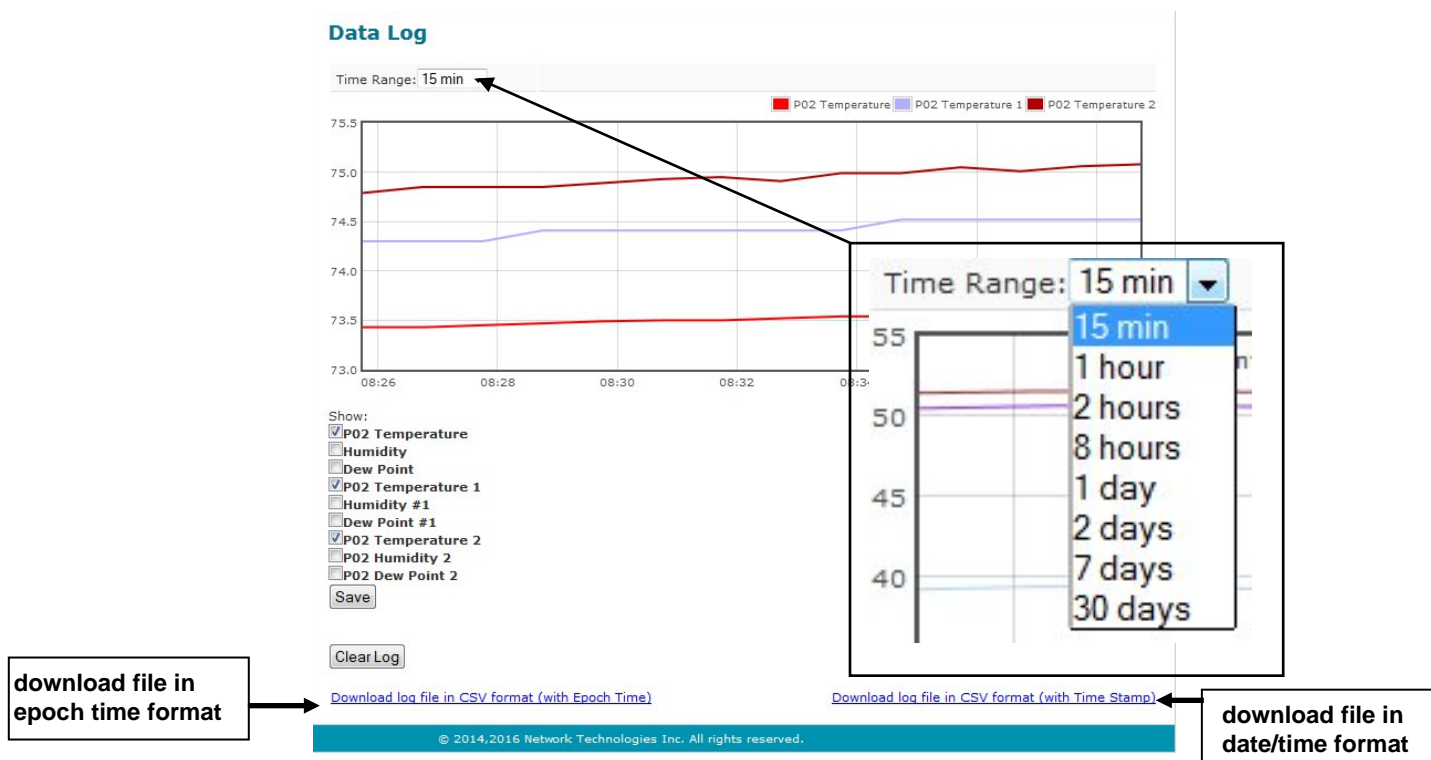 Data Log
Time Range: 15 min
P02 Temperature P02 Temperature 1 P02 Temperature 2
75.5
75.0
74.5
74.0
73.5
73.0
08:26 08:28 08:30 08:32
Time Range: 15 min
15 min
1 hour
2 hours
8 hours
1 day
2 days
7 days
30 days
55
50
45
40
Show:
P02 Temperature
Humidity
Dew Point
P02 Temperature 1
Humidity #1
Dew Point #1
P02 Temperature 2
P02 Humidity 2
P02 Dew Point 2
Save
Clear Log
download file in
epoch time format
Download log file in CSV format (with Epoch Time)
Download log file in CSV format (with Time Stamp)
download file in
date/time format
© 2014,2016 Network Technologies Inc. All rights reserved.